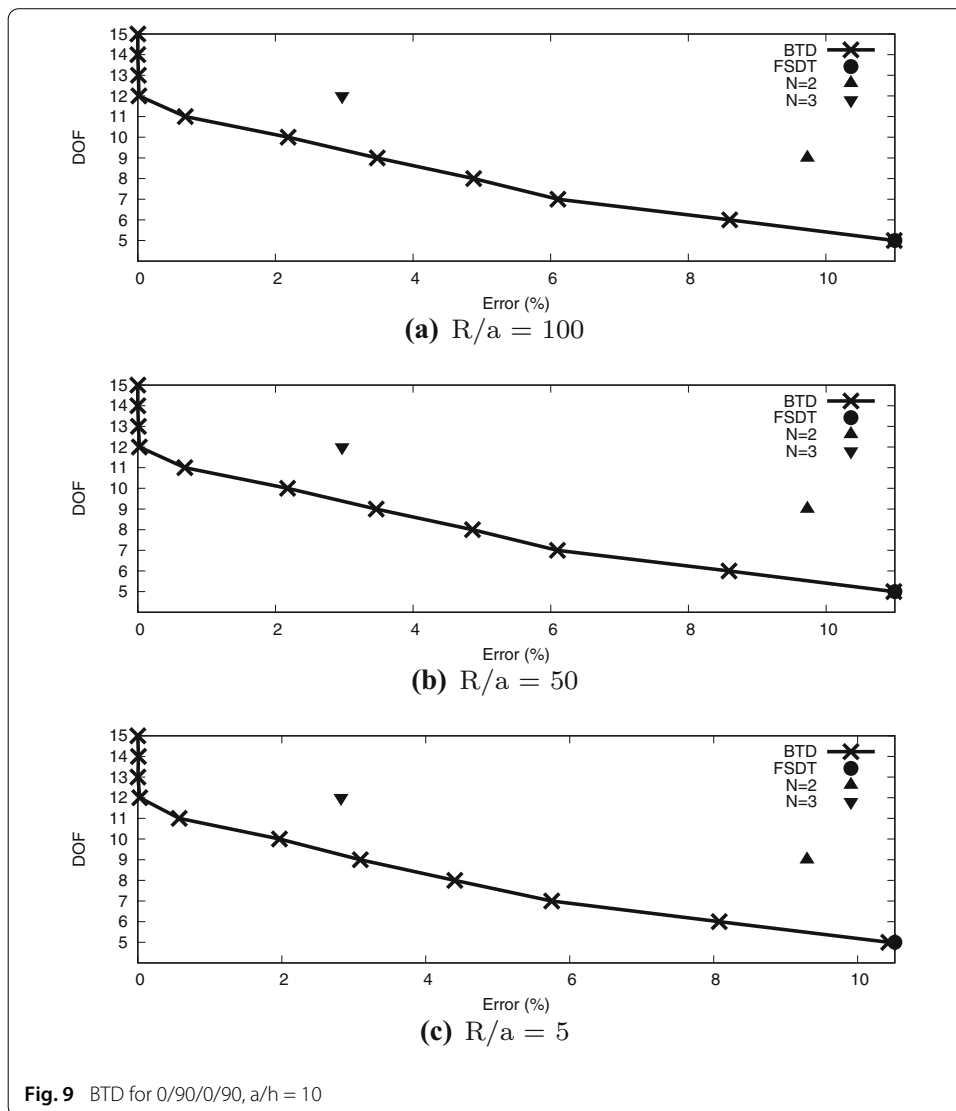 15
14
13
12
11
10
9
8
7
6
5
DOF
0
2
4
6
8
10
Error (%)
BTD
FSDT
N=2
N=3
(a) R/a = 100
15
14
13
12
11
10
9
8
7
6
5
DOF
0
2
4
6
8
10
Error (%)
BTD
FSDT
N=2
N=3
(b) R/a = 50
15
14
13
12
11
10
9
8
7
6
5
DOF
0
2
4
6
8
10
Error (%)
BTD
FSDT
N=2
N=3
(c) R/a = 5
Fig. 9 BTD for 0/90/0/90, a/h = 10